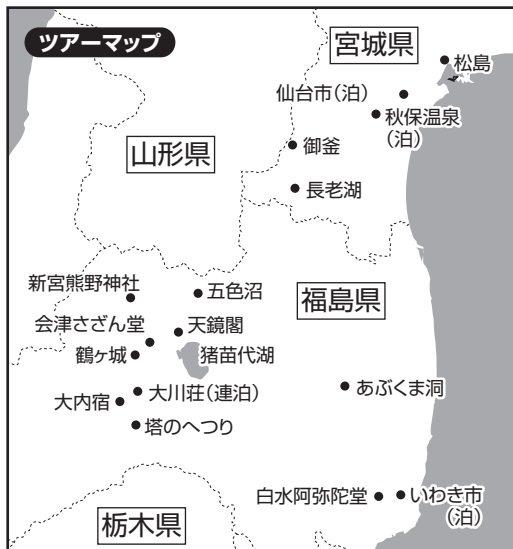 ツアーマップ
宮城県
松島
仙台市(泊)
秋保温泉
(泊)
御釜
山形県
長老湖
新宮熊野神社
五色沼
福島県
会津さざん堂
天鏡閣
鶴ヶ城
猪苗代湖
大川荘(連泊)
あぶくま洞
大内宿
塔のへつり
白水阿弥陀堂
いわき市
(泊)
栃木県